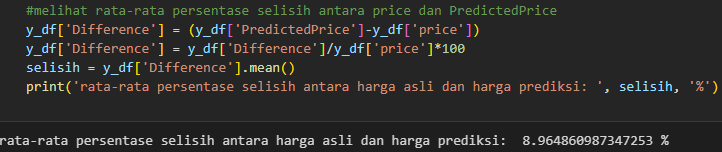 #melihat rata-rata persentase selisih antara price dan PredictedPrice
y_df['Difference'] = (y_df['PredictedPrice']-y_df['price'])
y_df['Difference'] = y_df['Difference']/y_df['price']*100
selisih = y_df['Difference'].mean()
print('rata-rata persentase selisih antara harga asli dan harga prediksi: ', selisih, '%')
rata-rata persentase selisih antara harga asli dan harga prediksi:  8.964860987347253 %